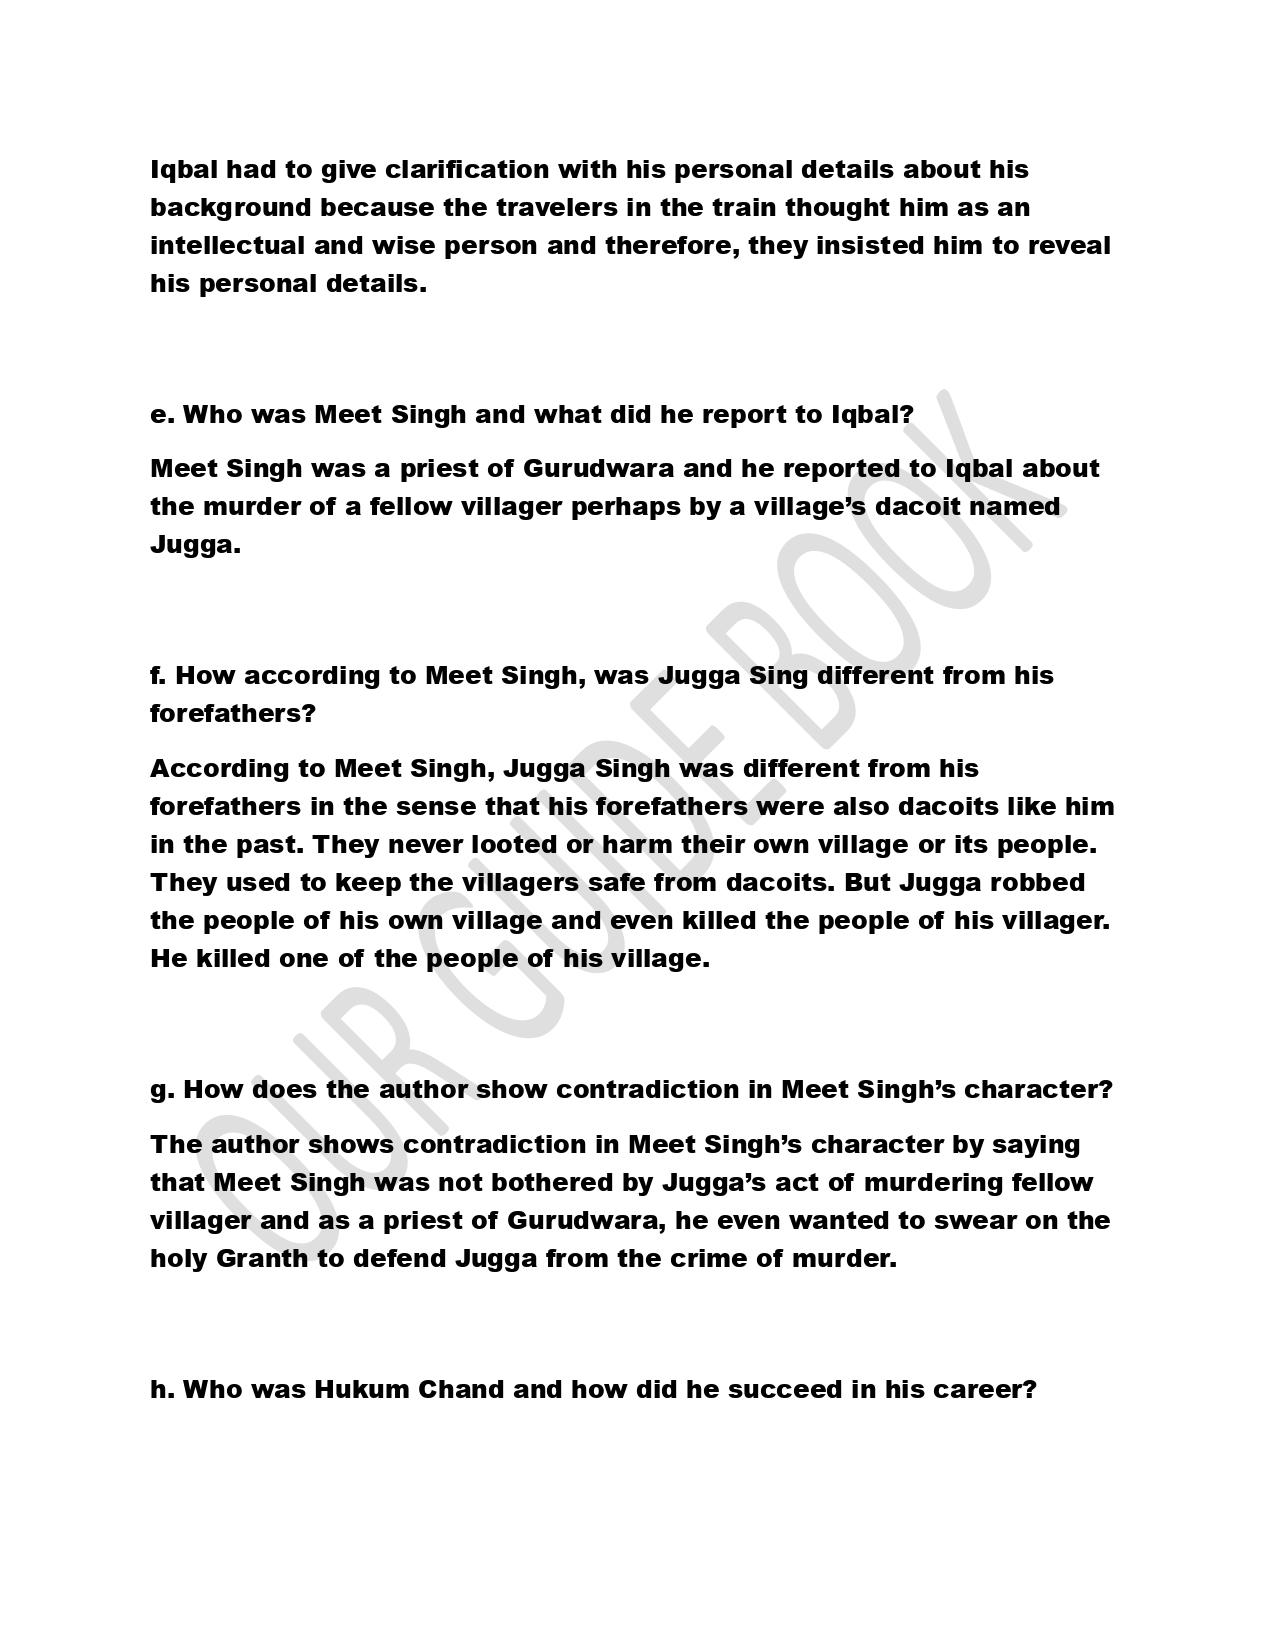 Iqbal had to give clarification with his personal details about his
background because the travelers in the train thought him as an
intellectual and wise person and therefore, they insisted him to reveal
his personal details.
e. Who was Meet Singh and what did he report to Iqbal?
Meet Singh was a priest of Gurudwara and he reported to Iqbal about
the murder of a fellow villager perhaps by a village’s dacoit named
Jugga.
f. How according to Meet Singh, was Jugga Sing different from his
forefathers?
According to Meet Singh, Jugga Singh was different from his
forefathers in the sense that his forefathers were also dacoits like him
in the past. They never looted or harm their own village or its people.
They used to keep the villagers safe from dacoits. But Jugga robbed
the people of his own village and even killed the people of his villager.
He killed one of the people of his village.
g. How does the author show contradiction in Meet Singh’s character?
The author shows contradiction in Meet Singh’s character by saying
that Meet Singh was not bothered by Jugga’s act of murdering fellow
villager and as a priest of Gurudwara, he even wanted to swear on the
holy Granth to defend Jugga from the crime of murder.
h. Who was Hukum Chand and how did he succeed in his career?
OUR GUIDE BOOK